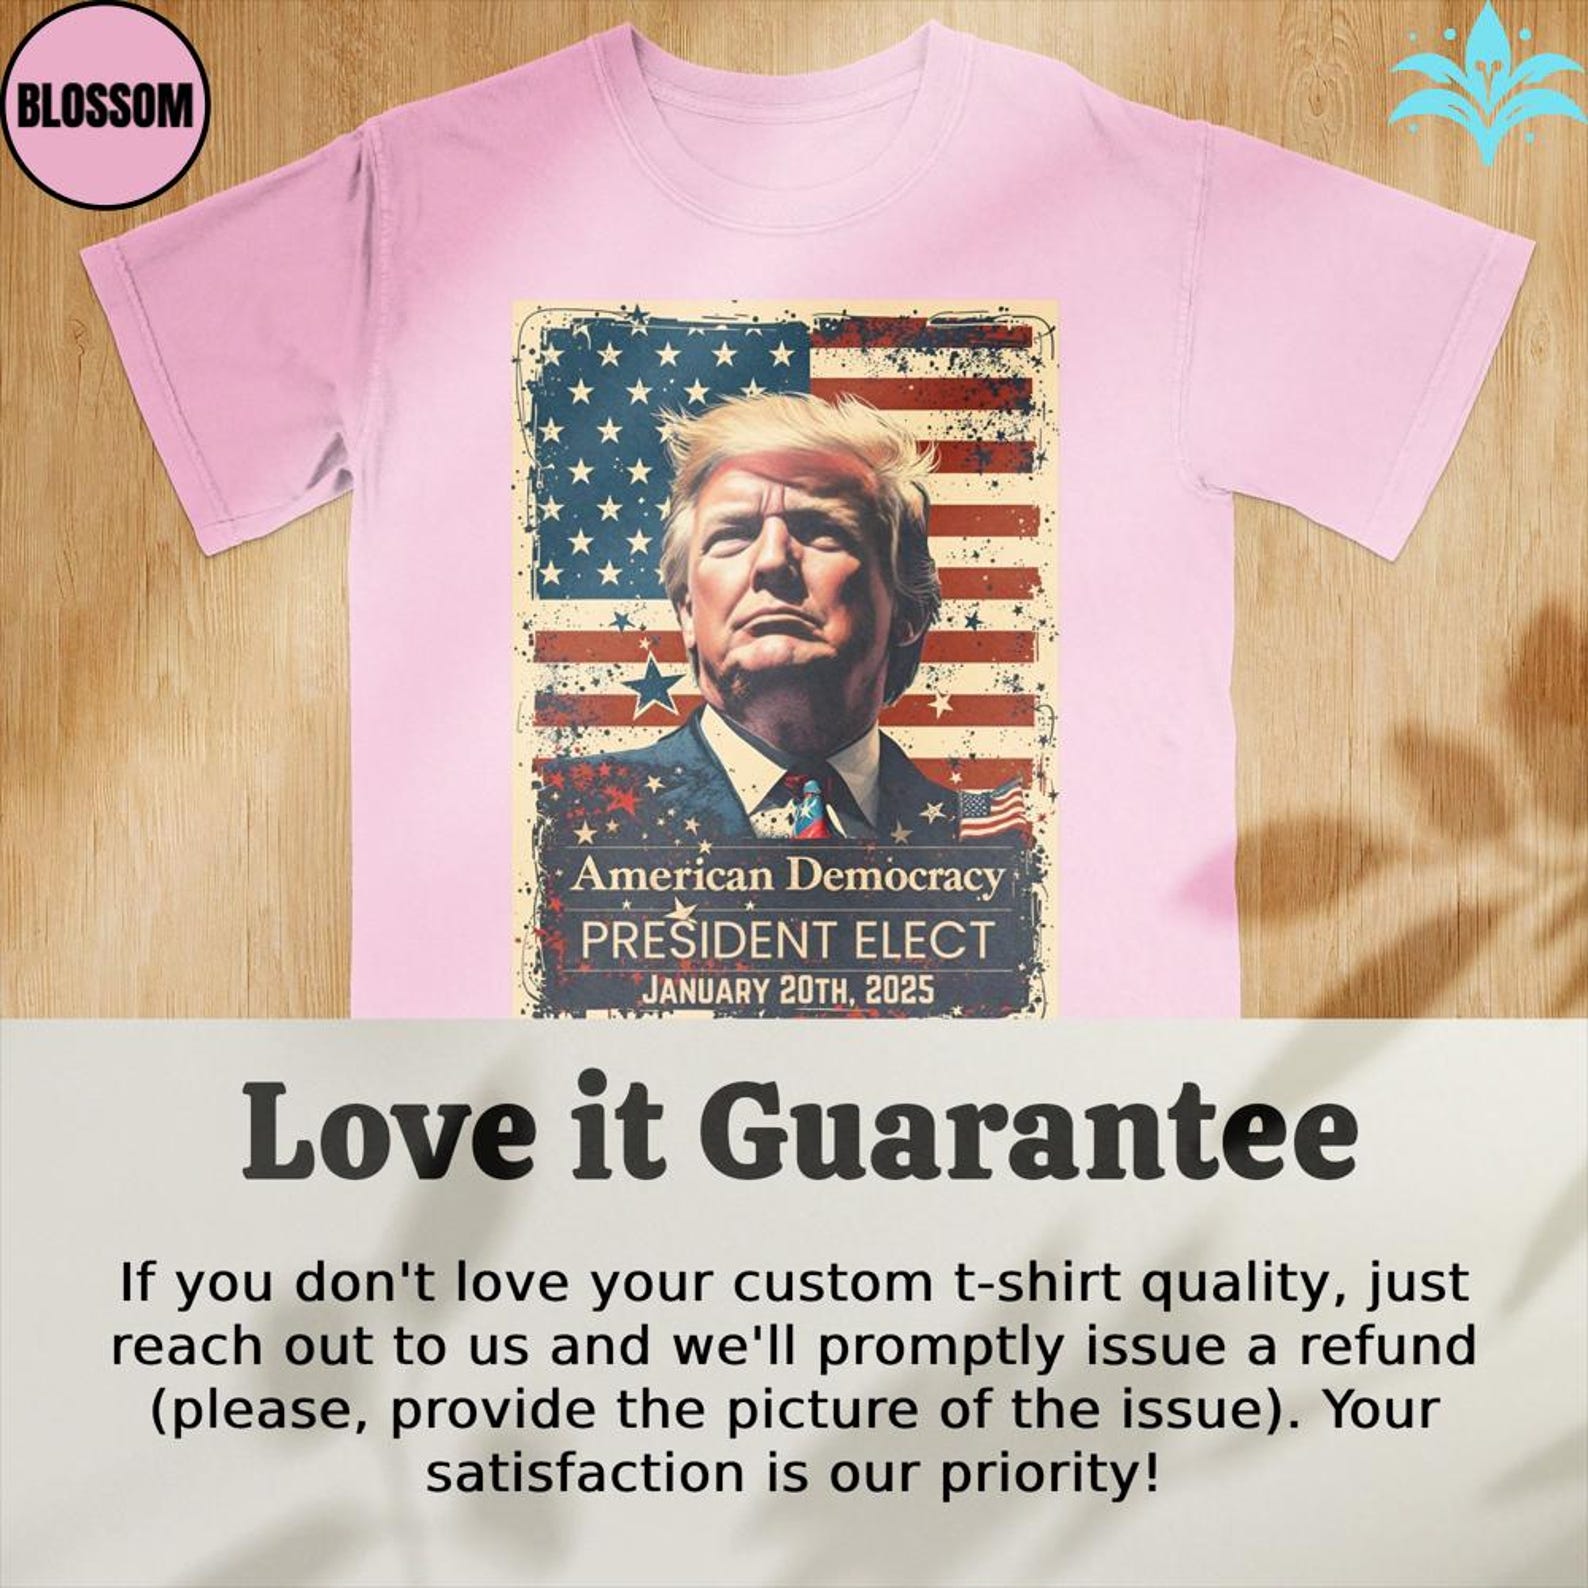 BLOSSOM
American Democracy
PRESIDENT ELECT
JANUARY 20TH, 2025
Love it Guarantee
If you don't love your custom t-shirt quality, just
reach out to us and we'll promptly issue a refund
(please, provide the picture of the issue). Your
satisfaction is our priority!